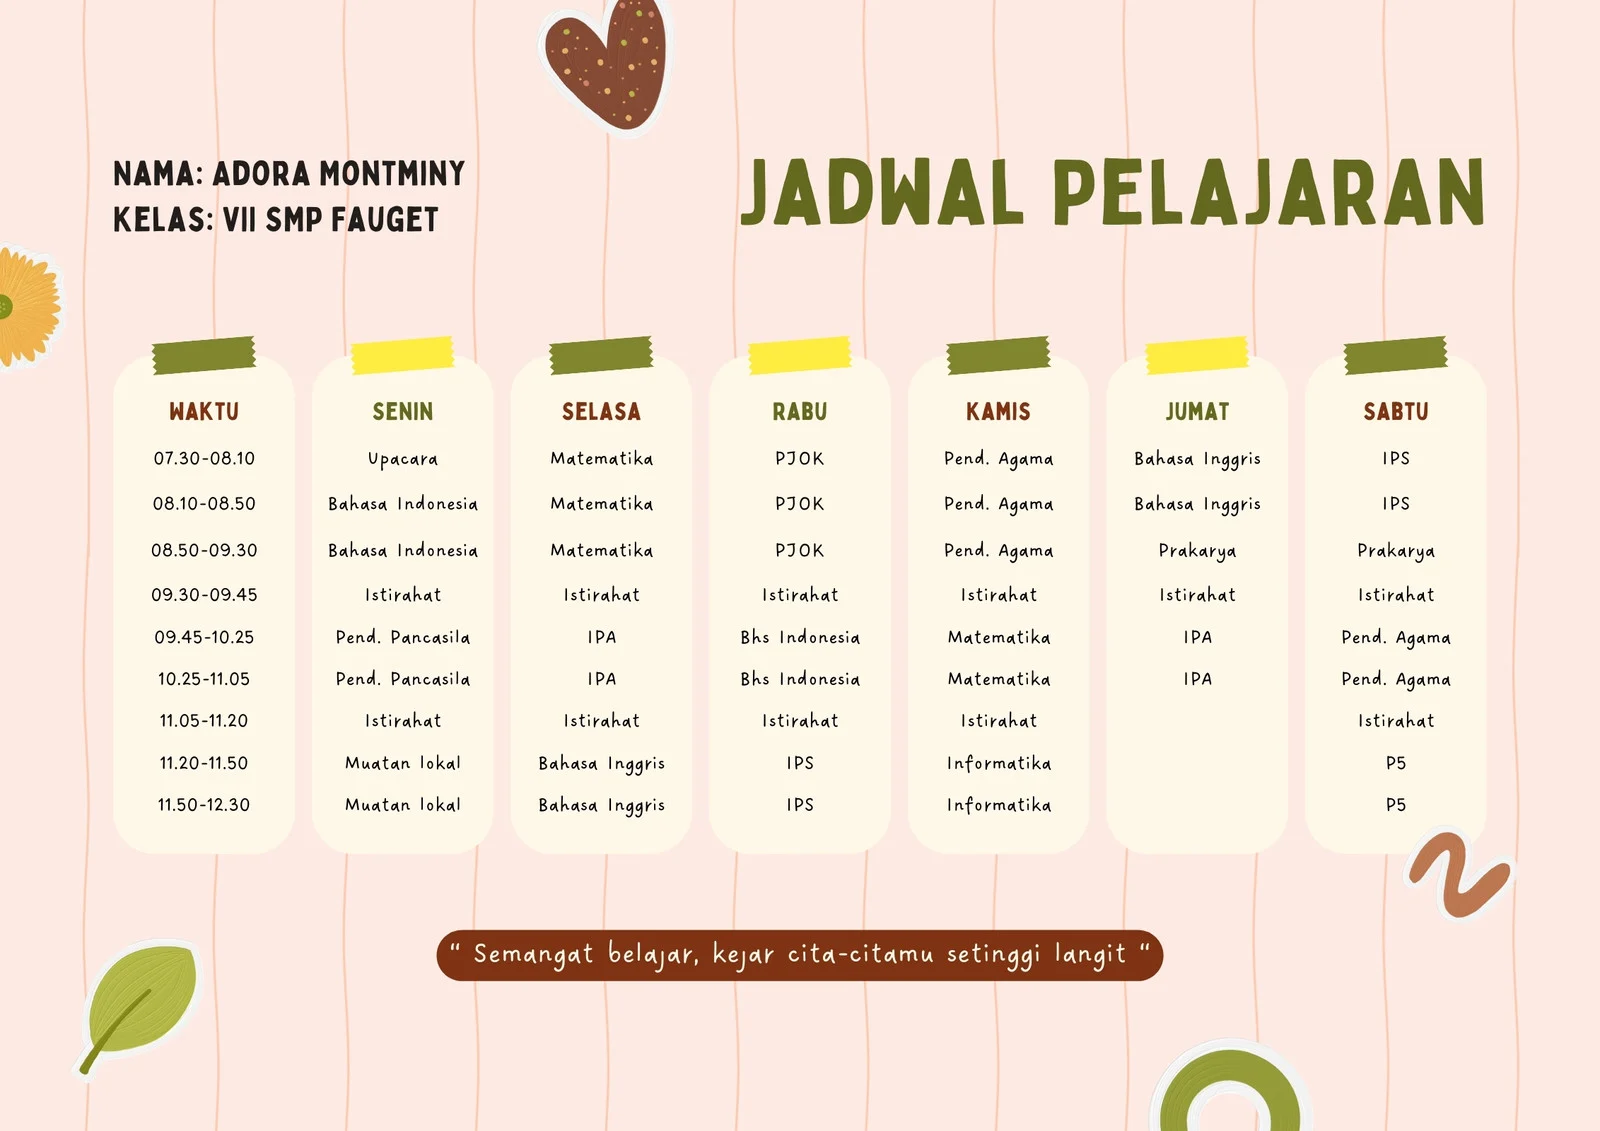 NAMA: ADORA MONTMINY
KELAS: VII SMP FAUGET
JADWAL PELAJARAN
WAKTU SENIN SELASA RABU KAMIS JUMAT SABTU
07.30-08.10 Upacara Matematika PJOK Pend. Agama Bahasa Inggris IPS
08.10-08.50 Bahasa Indonesia Matematika PJOK Pend. Agama Bahasa Inggris IPS
08.50-09.30 Bahasa Indonesia Matematika PJOK Pend. Agama Prakarya Prakarya
09.30-09.45 Istirahat Istirahat Istirahat Istirahat Istirahat Istirahat
09.45-10.25 Pend. Pancasila IPA Bhs Indonesia Matematika IPA Pend. Agama
10.25-11.05 Pend. Pancasila IPA Bhs Indonesia Matematika IPA Pend. Agama
11.05-11.20 Istirahat Istirahat Istirahat Istirahat Istirahat
11.20-11.50 Muatan lokal Bahasa Inggris IPS Informatika P5
11.50-12.30 Muatan lokal Bahasa Inggris IPS Informatika P5
“ Semangat belajar, kejar cita-citamu setinggi langit “